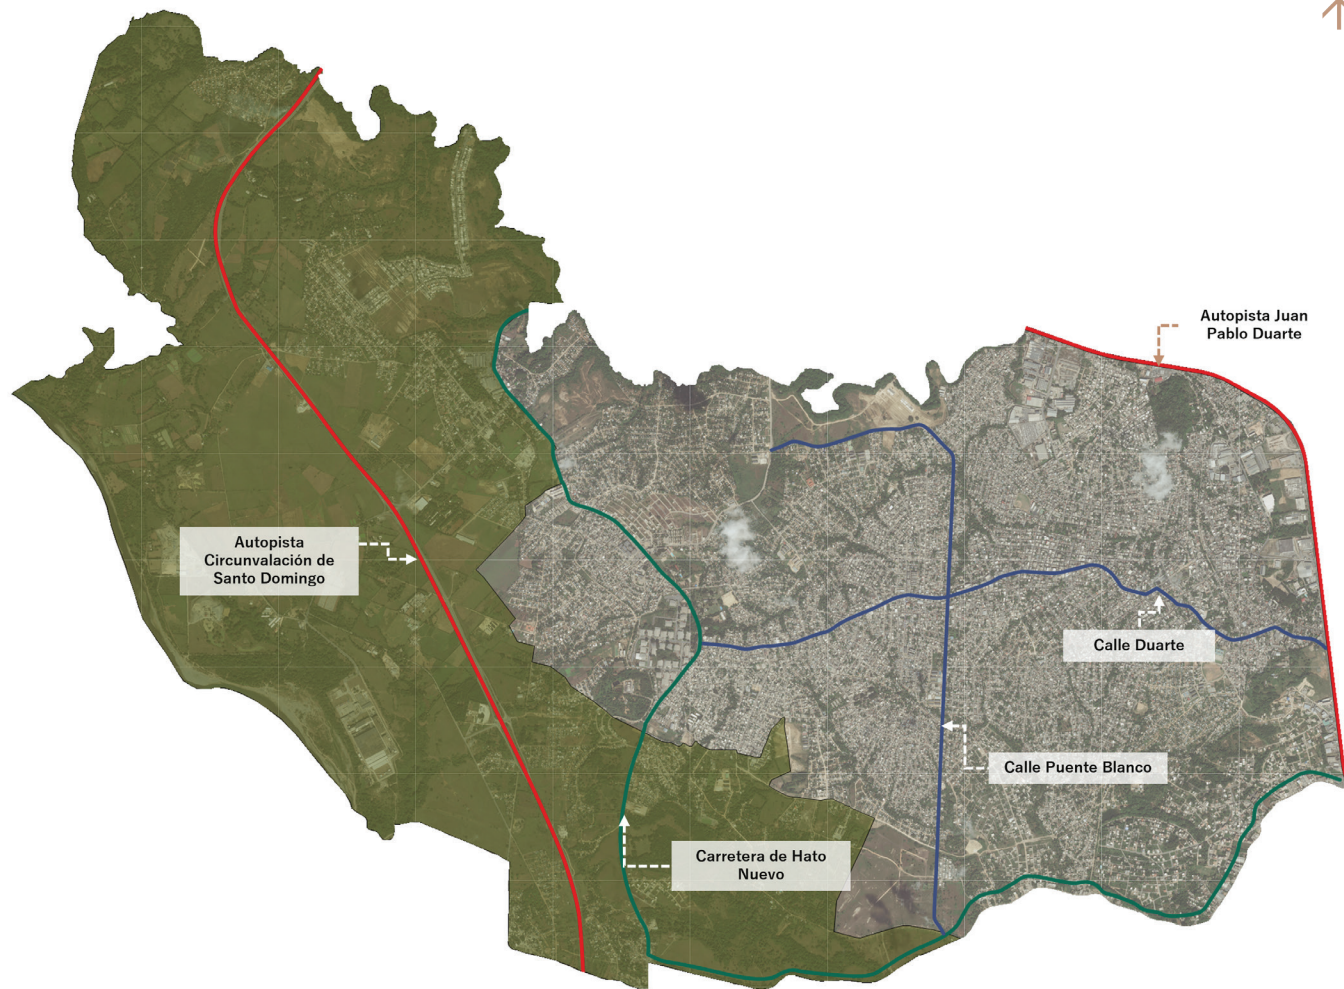 Autopista Juan
Pablo Duarte
Autopista
Circunvalación de
Santo Domingo
Calle Duarte
Calle Puente Blanco
Carretera de Hato
Nuevo